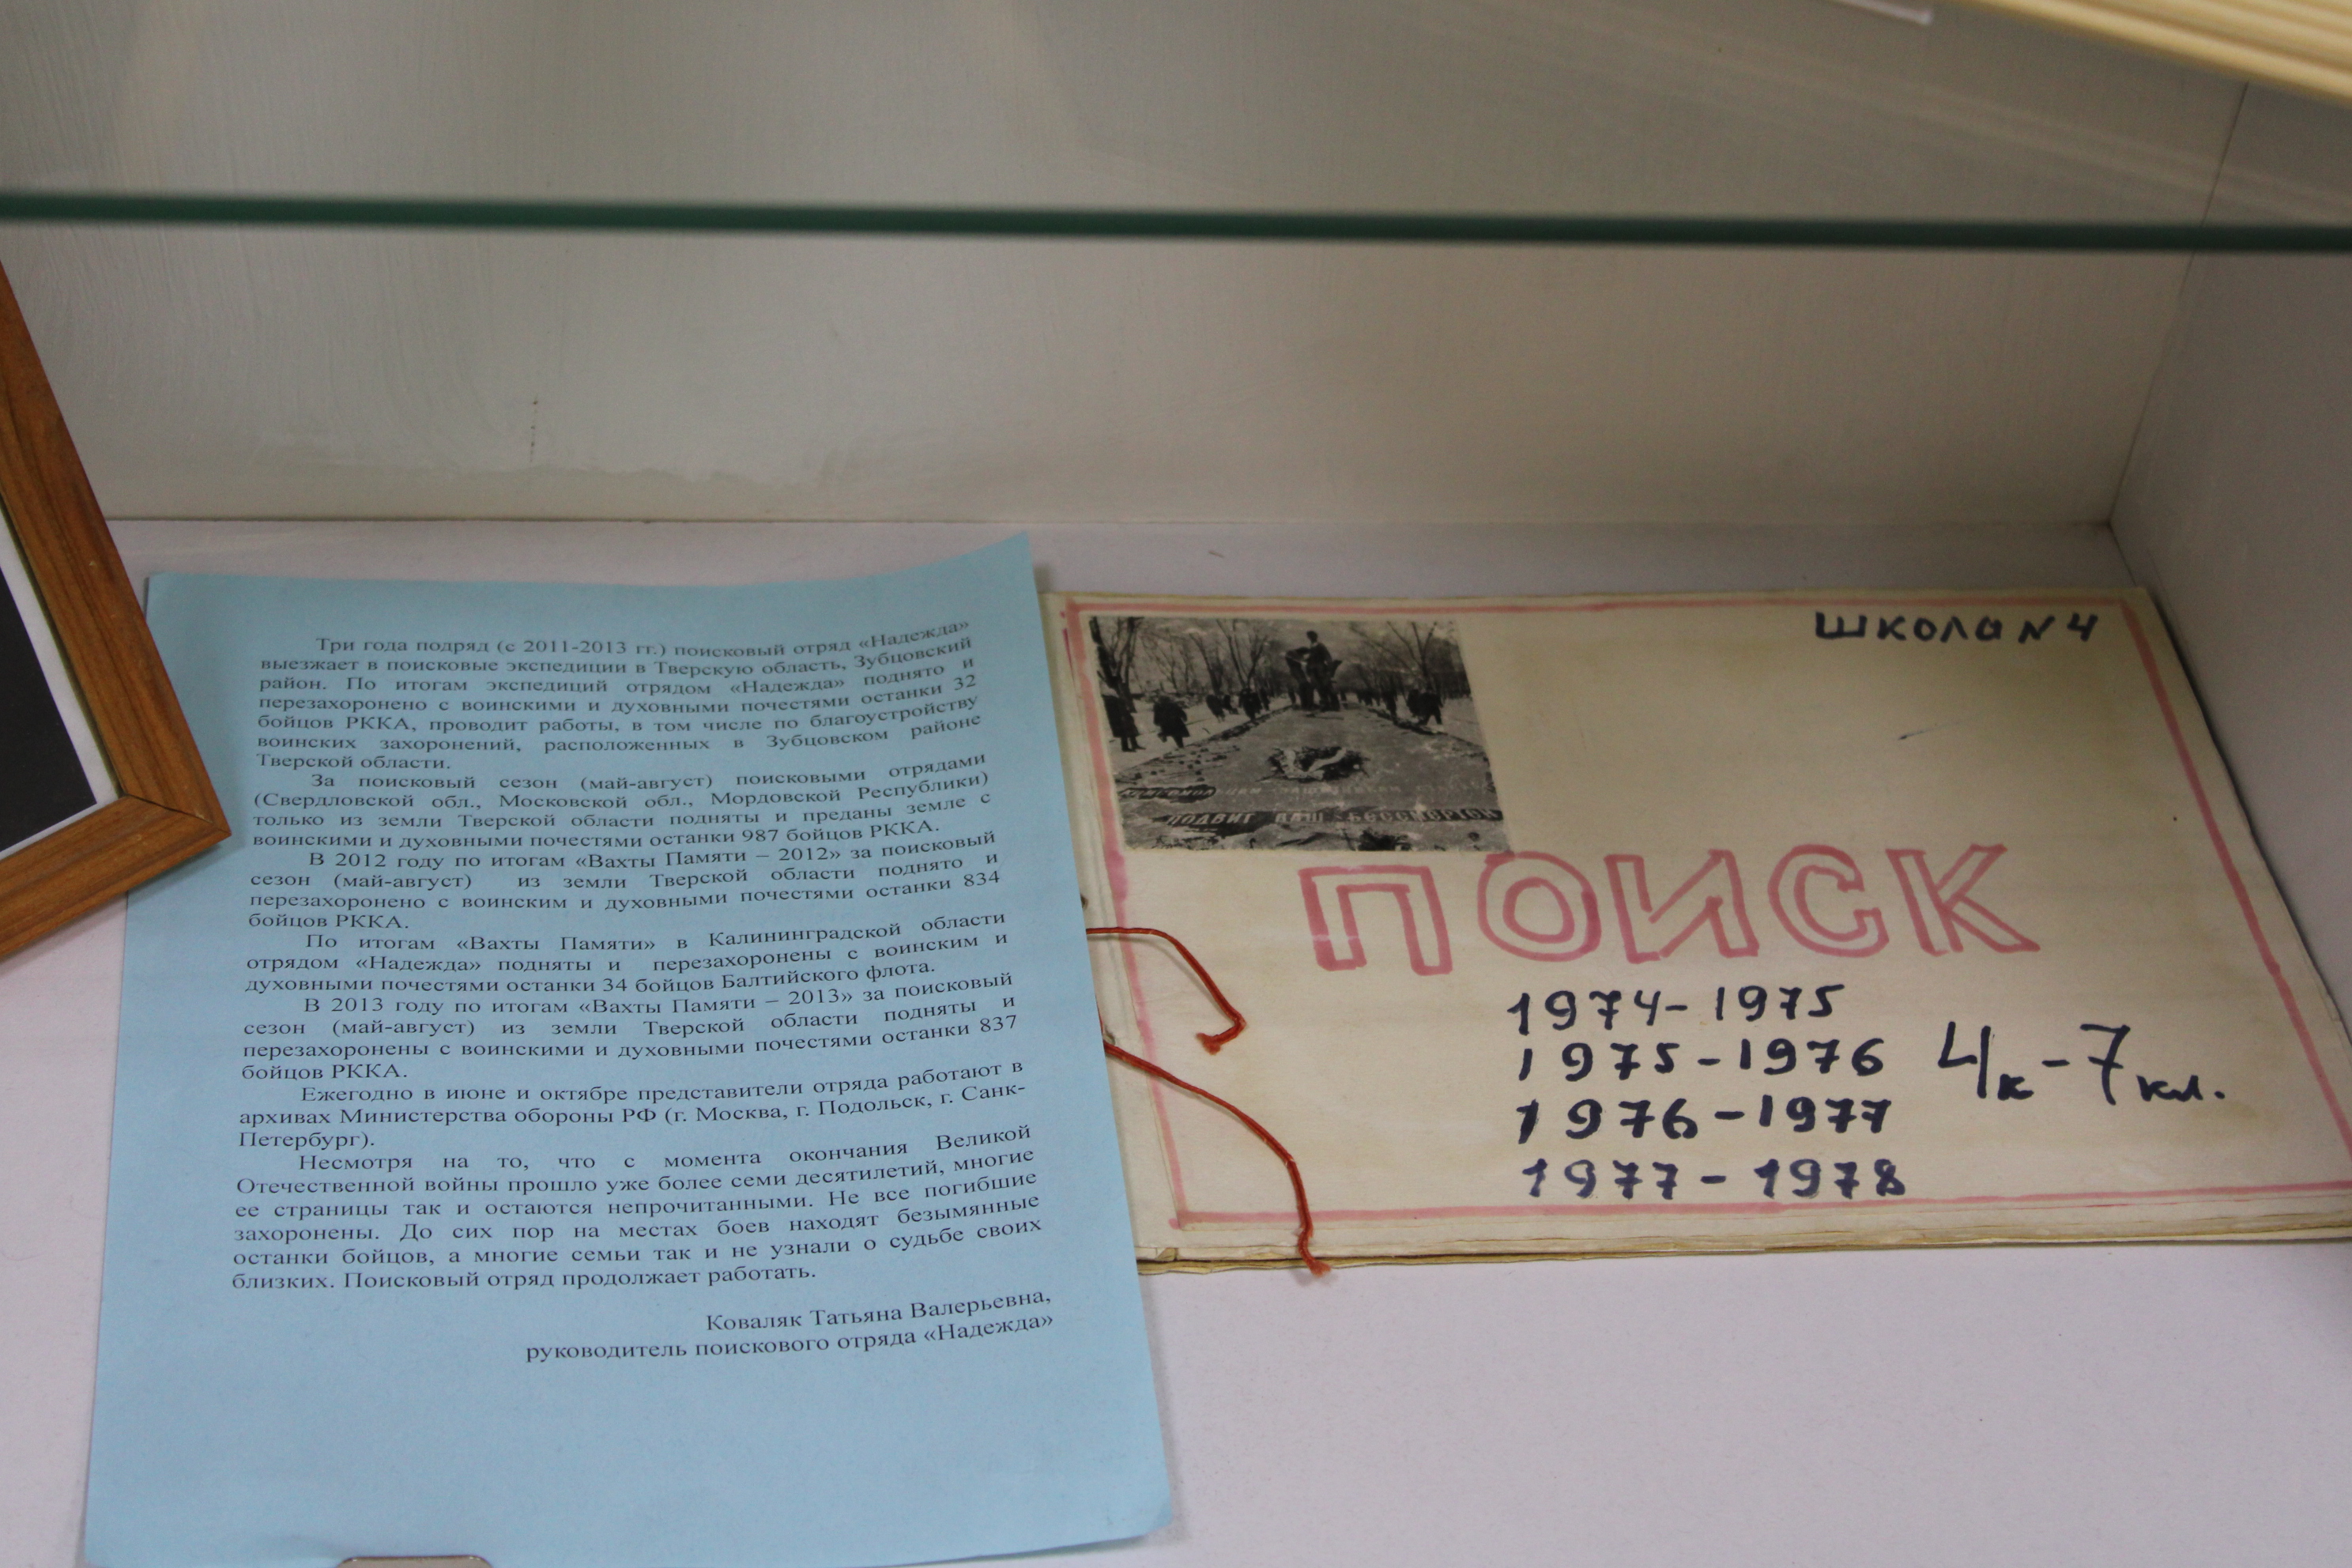 Три года подряд (с 2011-2013 гг.) поисковый отряд «Надежда»
выезжает в поисковые экспедиции в Тверскую область, Зубцовский
район. По итогам экспедиций отрядом «Надежда» поднято и
перезахоронено с воинскими и духовными почестями останки 32
бойцов РККА, проводит работы, в том числе по благоустройству
воинских захоронений, расположенных в Зубцовском районе
Тверской области.
За поисковый сезон (май-август) поисковыми отрядами
(Свердловской обл., Московской обл., Мордовской Республики)
только из земли Тверской области подняты и преданы земле с
воинскими и духовными почестями останки 987 бойцов РККА.
В 2012 году по итогам «Вахты Памяти – 2012» за поисковый
сезон (май-август) из земли Тверской области поднято и
перезахоронено с воинским и духовными почестями останки 834
бойцов РККА.
По итогам «Вахты Памяти» в Калининградской области
отрядом «Надежда» подняты и перезахоронены с воинским и
духовными почестями останки 34 бойцов Балтийского флота.
В 2013 году по итогам «Вахты Памяти – 2013» за поисковый
сезон (май-август) из земли Тверской области подняты и
перезахоронены с воинскими и духовными почестями останки 837
бойцов РККА.
Ежегодно в июне и октябре представители отряда работают в
архивах Министерства обороны РФ (г. Москва, г. Подольск, г. Санк-
Петербург).
Несмотря на то, что с момента окончания Великой
Отечественной войны прошло уже более семи десятилетий, многие
ее страницы так и остаются непрочитанными. Не все погибшие
захоронены. До сих пор на местах боев находят безымянные
останки бойцов, а многие семьи так и не узнали о судьбе своих
близких. Поисковый отряд продолжает работать.
Коваляк Татьяна Валерьевна,
руководитель поискового отряда «Надежда»
ШКОЛА №4
ПОДВИГ ВАШ БЕССМЕРТЕН
ПОИСК
1974-1975
1975-1976 4/к-7 кл.
1976-1977
1977-1978